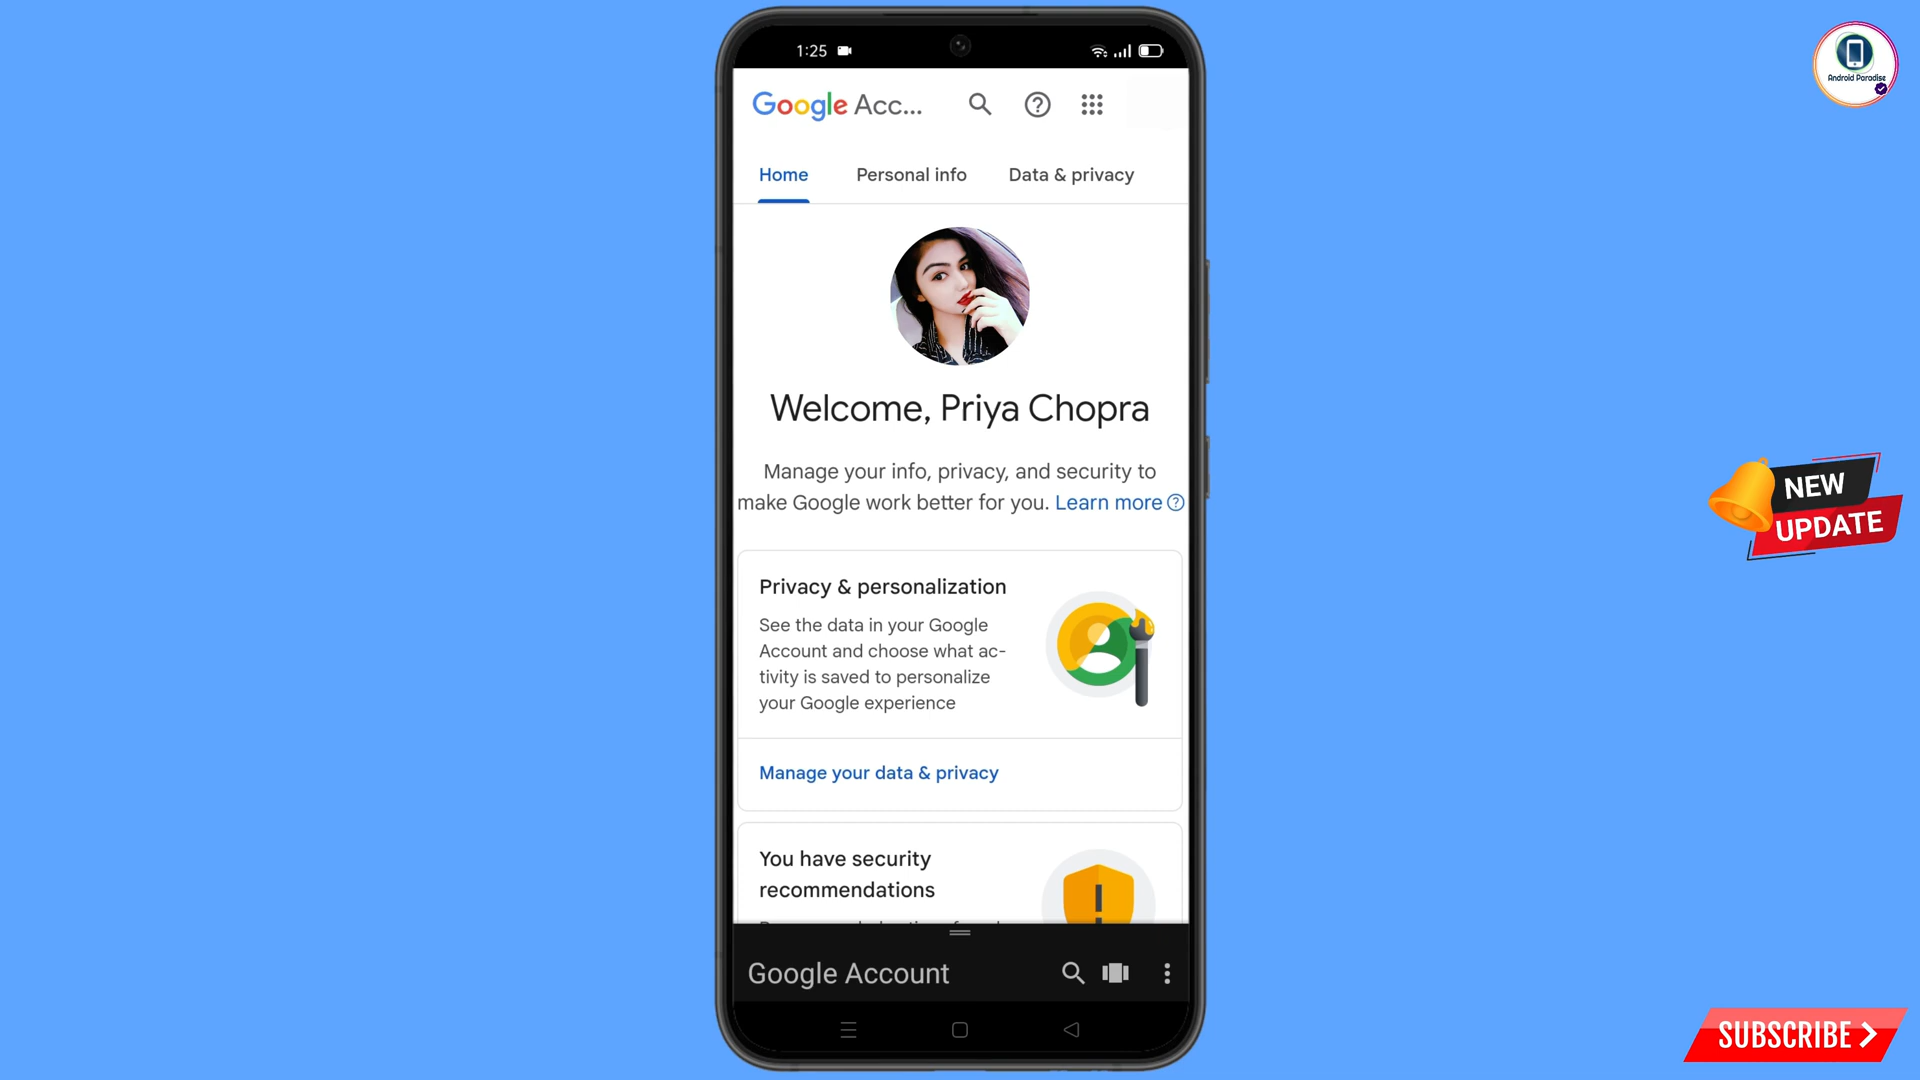 1:25
Google Acc...
Home Personal info Data & privacy
Welcome, Priya Chopra
Manage your info, privacy, and security to
make Google work better for you. Learn more
Privacy & personalization
See the data in your Google
Account and choose what ac-
tivity is saved to personalize
your Google experience
Manage your data & privacy
You have security
recommendations
Google Account
Android Paradise
NEW
UPDATE
SUBSCRIBE